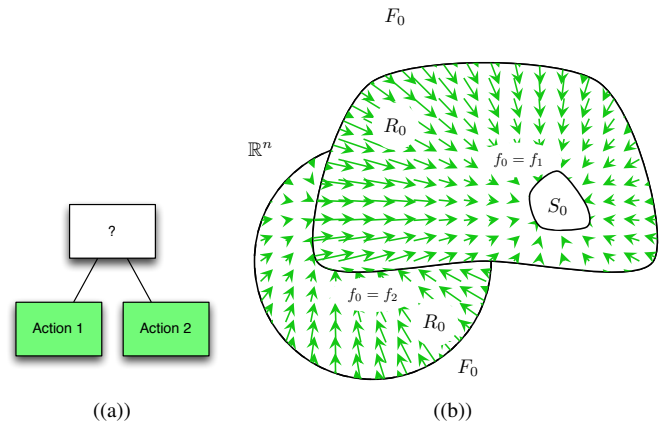 F₀
ℝⁿ
R₀
f₀ = f₁
S₀
?
Action 1
Action 2
f₀ = f₂
R₀
F₀
((a))
((b))